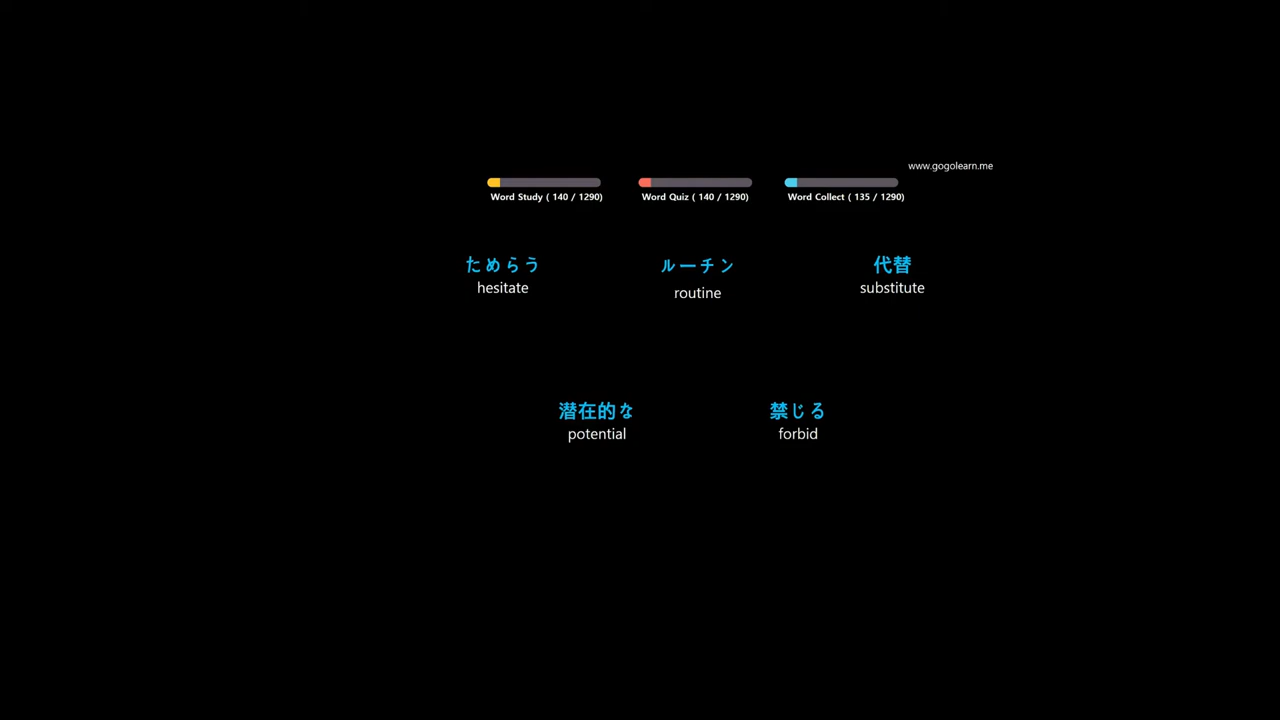 www.gogolearn.me
Word Study ( 140 / 1290)
Word Quiz ( 140 / 1290)
Word Collect ( 135 / 1290)
ためらう
hesitate
ルーチン
routine
代替
substitute
潜在的な
potential
禁じる
forbid